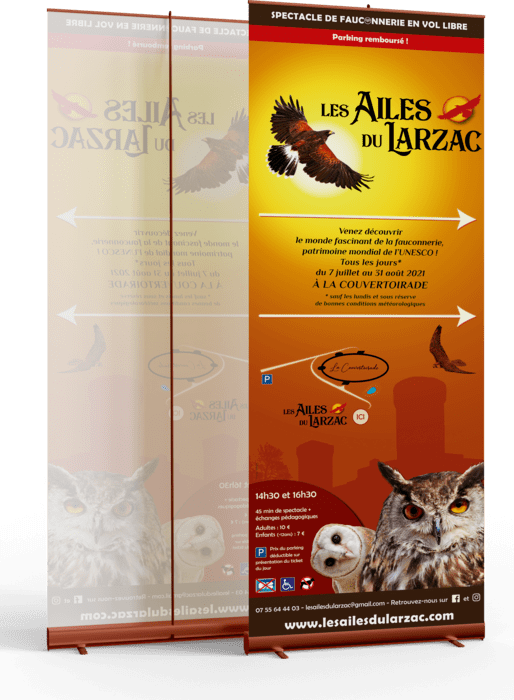 SPECTACLE DE FAUCONNERIE EN VOL LIBRE
Parking remboursé !
LES AILES
DU LARZAC
Venez découvrir
le monde fascinant de la fauconnerie,
patrimoine mondial de l'UNESCO !
Tous les jours*
du 7 juillet au 31 août 2021
À LA COUVERTOIRADE
* sauf les lundis et sous réserve
de bonnes conditions météorologiques
La Couvertoirade
P
LES AILES
DU LARZAC
ICI
14h30 et 16h30
45 min de spectacle +
échanges pédagogiques
Adultes : 10 €
Enfants (-12ans) : 7 €
P Prix du parking
déductible sur
présentation du ticket
du jour
07 55 64 44 03 - lesailesdularzac@gmail.com - Retrouvez-nous sur f et
www.lesailesdularzac.com